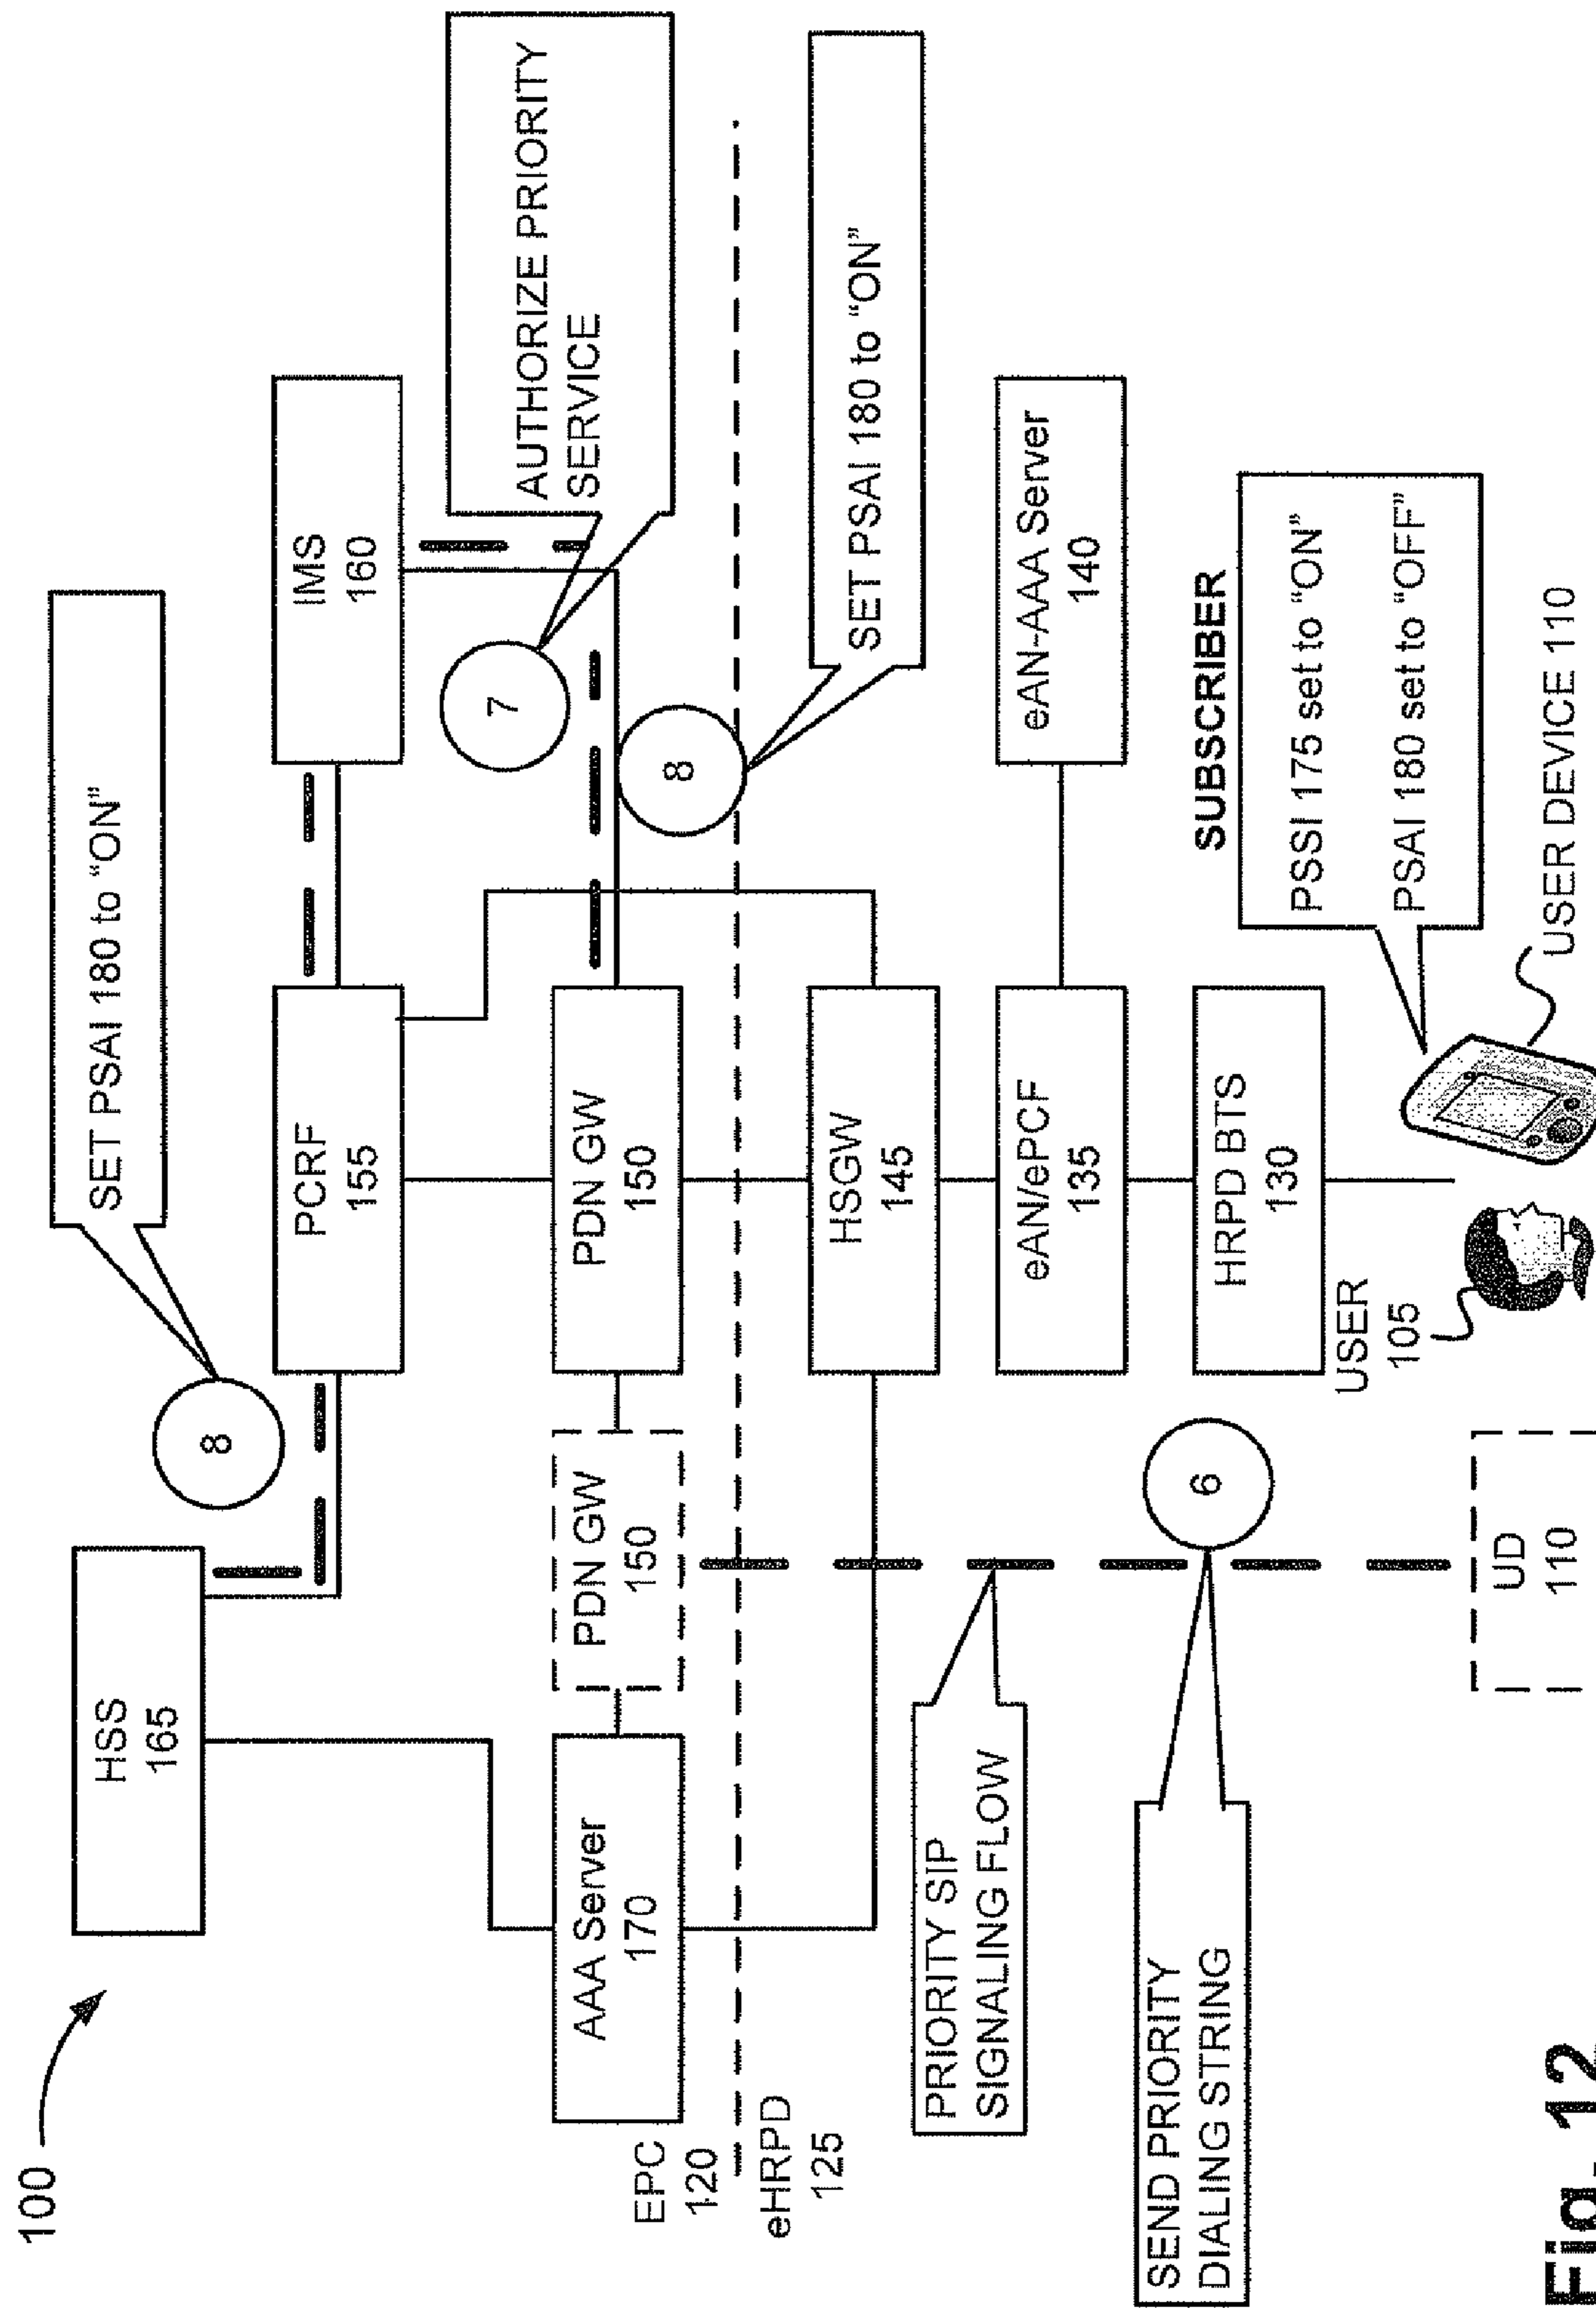 100
HSS
165
8
SET PSAI 180 to “ON”
PCRF
155
IMS
160
7
AUTHORIZE PRIORITY
SERVICE
AAA Server
170
PDN GW
150
PDN GW
150
8
SET PSAI 180 to “ON”
EPC
120
eHRPD
125
PRIORITY SIP
SIGNALING FLOW
HSGW
145
eAN/ePCF
135
eAN-AAA Server
140
SEND PRIORITY
DIALING STRING
6
HRPD BTS
130
SUBSCRIBER
PSSI 175 set to “ON”
PSAI 180 set to “OFF”
USER
105
UD
110
USER DEVICE 110
Fig. 12